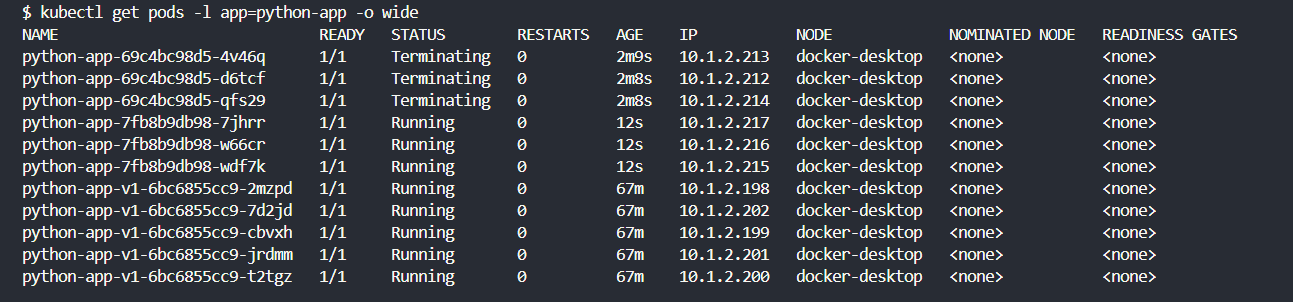 $ kubectl get pods -l app=python-app -o wide
NAME READY STATUS RESTARTS AGE IP NODE NOMINATED NODE READINESS GATES
python-app-69c4bc98d5-4v46q 1/1 Terminating 0 2m9s 10.1.2.213 docker-desktop <none> <none>
python-app-69c4bc98d5-d6tcf 1/1 Terminating 0 2m8s 10.1.2.212 docker-desktop <none> <none>
python-app-69c4bc98d5-qfs29 1/1 Terminating 0 2m8s 10.1.2.214 docker-desktop <none> <none>
python-app-7fb8b9db98-7jhrr 1/1 Running 0 12s 10.1.2.217 docker-desktop <none> <none>
python-app-7fb8b9db98-w66cr 1/1 Running 0 12s 10.1.2.216 docker-desktop <none> <none>
python-app-7fb8b9db98-wdf7k 1/1 Running 0 12s 10.1.2.215 docker-desktop <none> <none>
python-app-v1-6bc6855cc9-2mzpd 1/1 Running 0 67m 10.1.2.198 docker-desktop <none> <none>
python-app-v1-6bc6855cc9-7d2jd 1/1 Running 0 67m 10.1.2.202 docker-desktop <none> <none>
python-app-v1-6bc6855cc9-cbvxh 1/1 Running 0 67m 10.1.2.199 docker-desktop <none> <none>
python-app-v1-6bc6855cc9-jrdmm 1/1 Running 0 67m 10.1.2.201 docker-desktop <none> <none>
python-app-v1-6bc6855cc9-t2tgz 1/1 Running 0 67m 10.1.2.200 docker-desktop <none> <none>